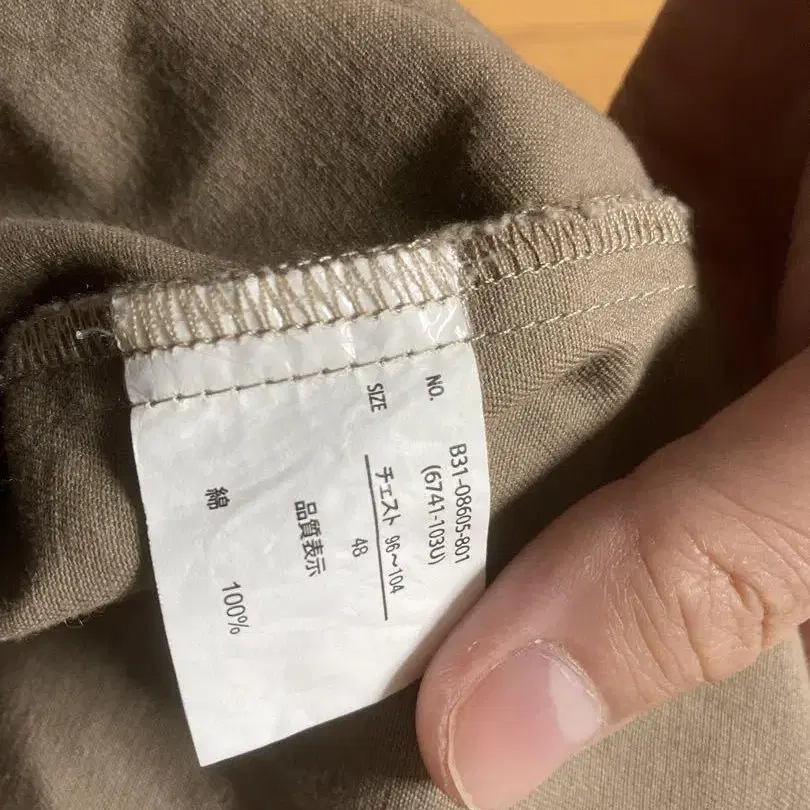 NO. B31-08605-801
(6741-103U)
SIZE 48
チェスト 96～104
品質表示
綿 100%